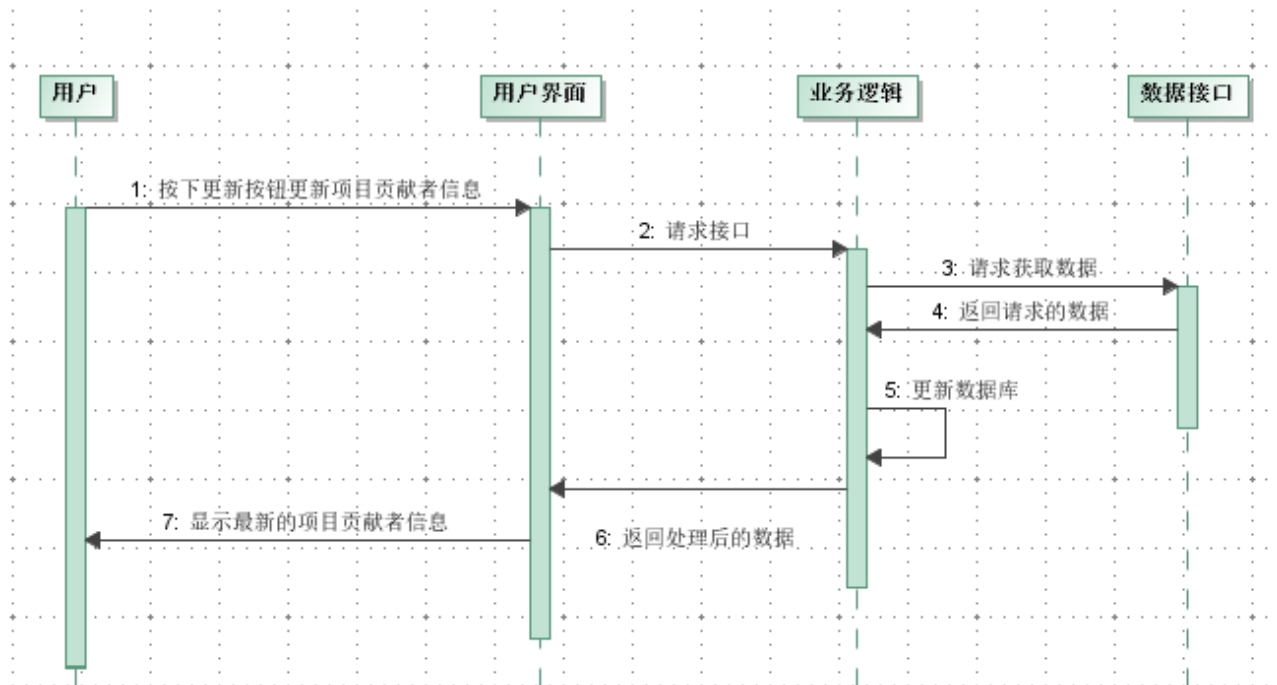 用户
用户界面
业务逻辑
数据接口
1: 按下更新按钮更新项目贡献者信息
2: 请求接口
3: 请求获取数据
4: 返回请求的数据
5: 更新数据库
6: 返回处理后的数据
7: 显示最新的项目贡献者信息